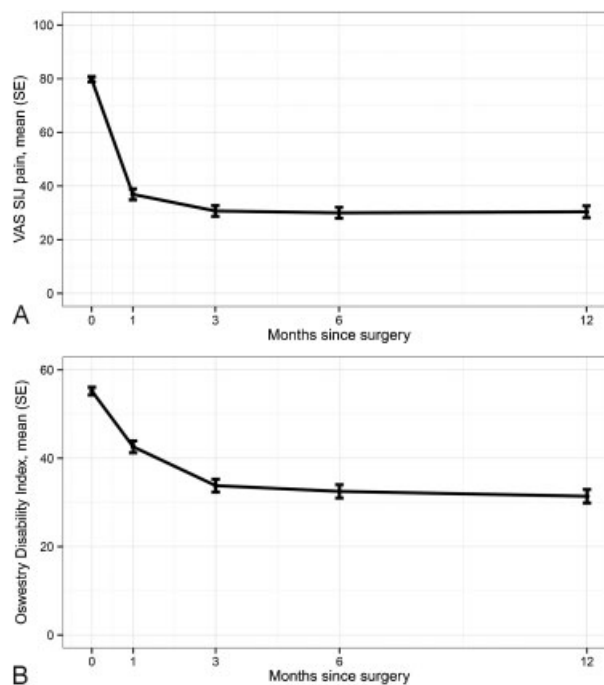 100
80
60
40
20
0
VAS SIJ pain, mean (SE)
0 1 3 6 12
Months since surgery
A
60
40
20
0
Oswestry Disability Index, mean (SE)
0 1 3 6 12
Months since surgery
B